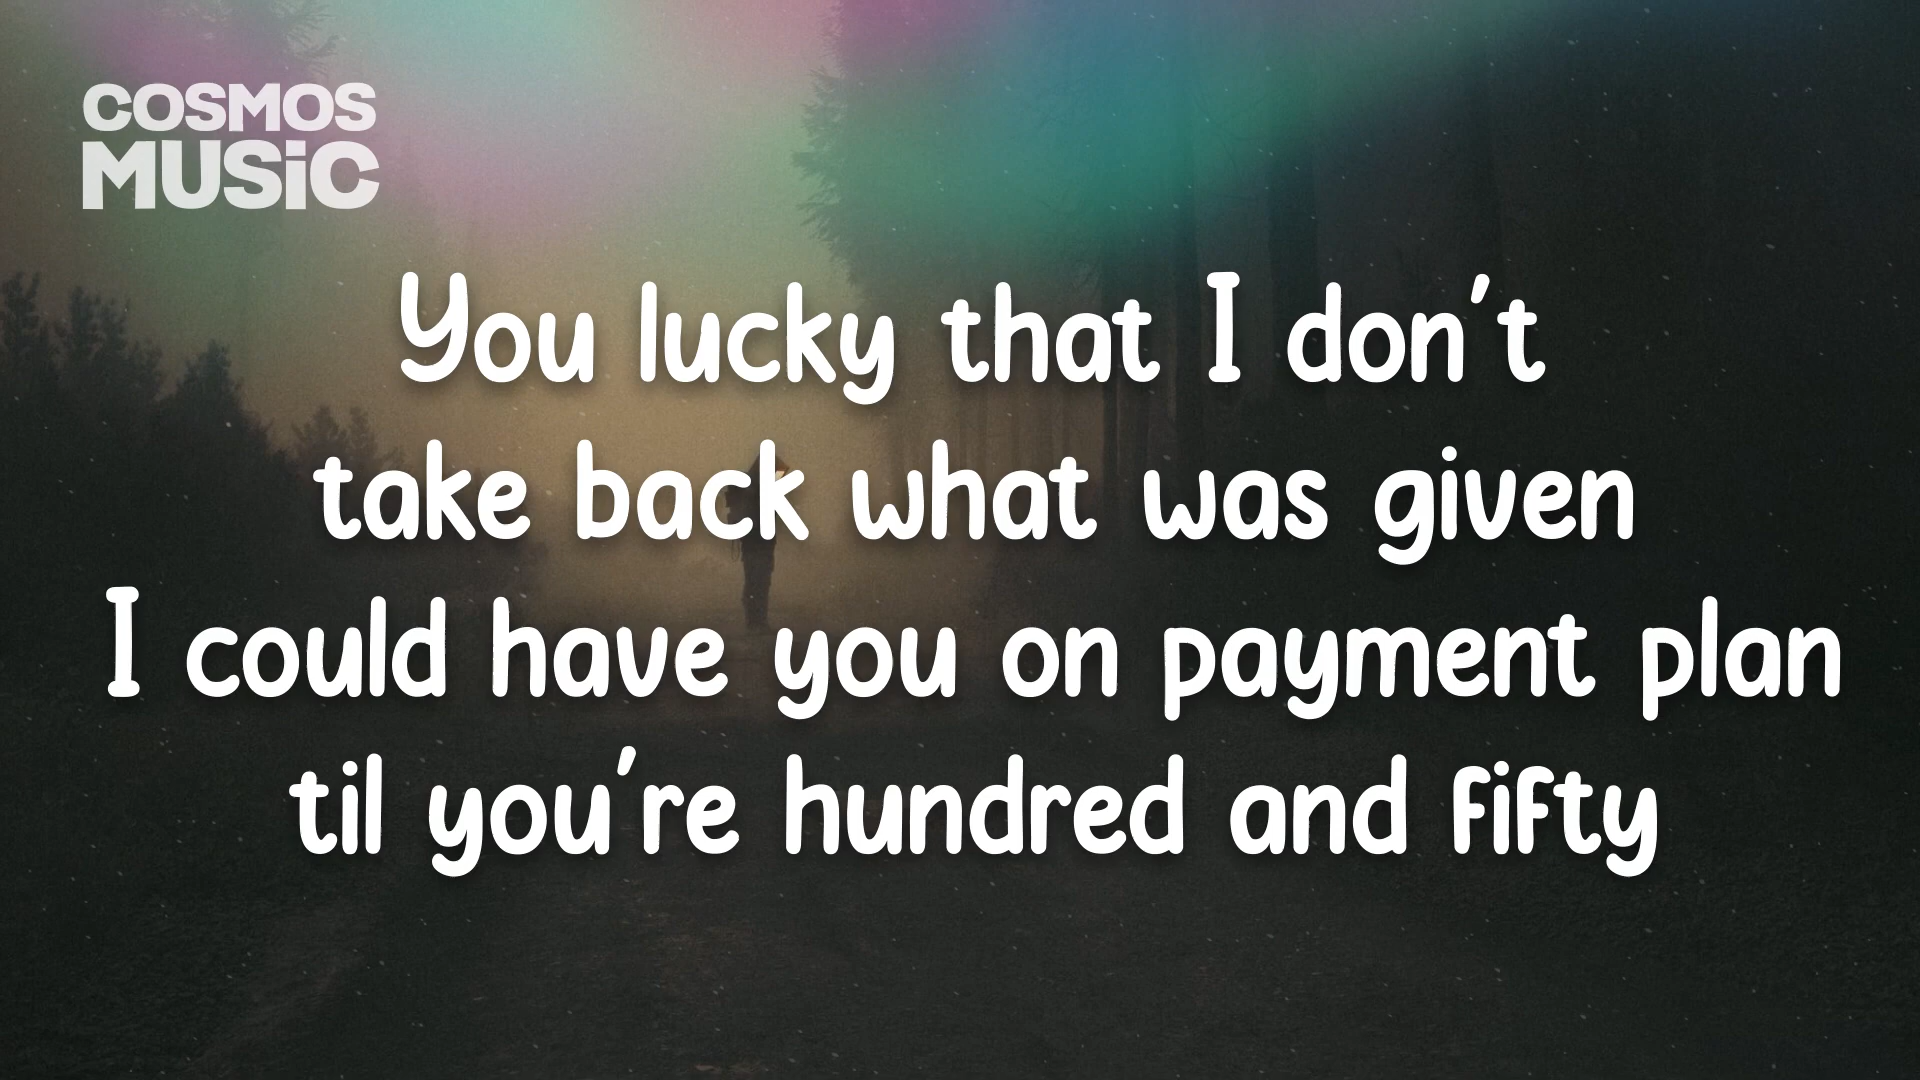 COSMOS
MUSiC
You lucky that I don't
take back what was given
I could have you on payment plan
til you're hundred and fifty